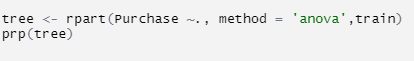 tree <- rpart(Purchase ~., method = 'anova',train)
prp(tree)